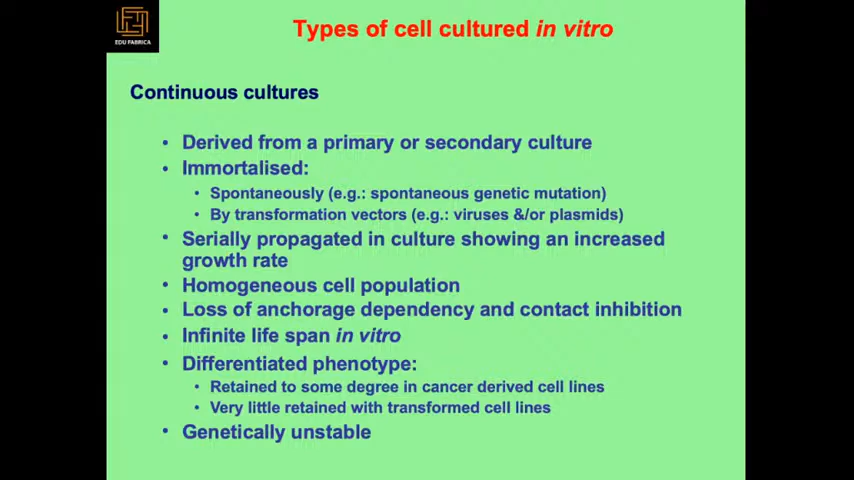 EDU FABRICA
Types of cell cultured in vitro
Continuous cultures
• Derived from a primary or secondary culture
• Immortalised:
• Spontaneously (e.g.: spontaneous genetic mutation)
• By transformation vectors (e.g.: viruses &/or plasmids)
• Serially propagated in culture showing an increased
growth rate
• Homogeneous cell population
• Loss of anchorage dependency and contact inhibition
• Infinite life span in vitro
• Differentiated phenotype:
• Retained to some degree in cancer derived cell lines
• Very little retained with transformed cell lines
• Genetically unstable